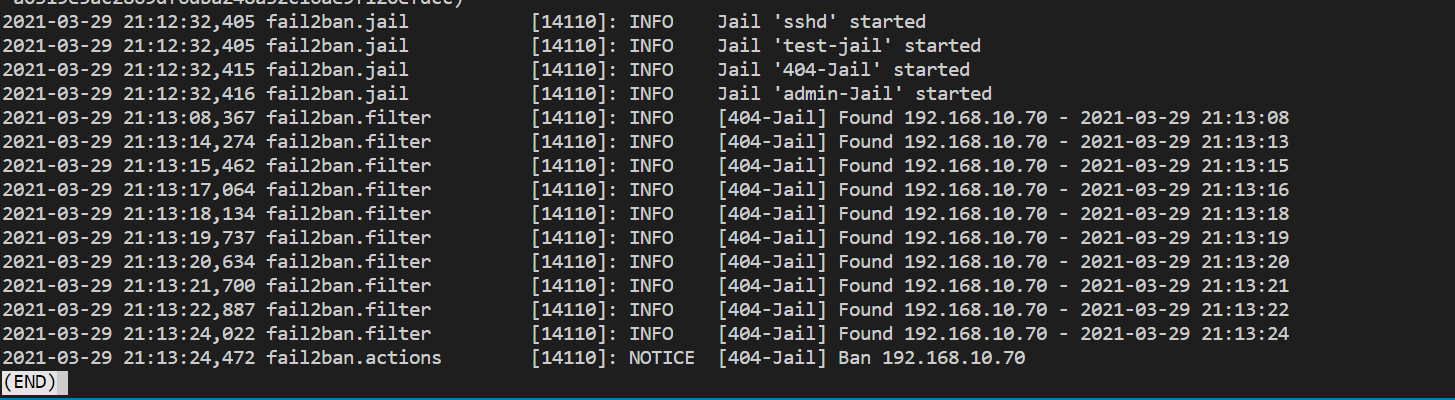 2021-03-29 21:12:32,405 fail2ban.jail [14110]: INFO Jail 'sshd' started
2021-03-29 21:12:32,405 fail2ban.jail [14110]: INFO Jail 'test-jail' started
2021-03-29 21:12:32,415 fail2ban.jail [14110]: INFO Jail '404-Jail' started
2021-03-29 21:12:32,416 fail2ban.jail [14110]: INFO Jail 'admin-Jail' started
2021-03-29 21:13:08,367 fail2ban.filter [14110]: INFO [404-Jail] Found 192.168.10.70 - 2021-03-29 21:13:08
2021-03-29 21:13:14,274 fail2ban.filter [14110]: INFO [404-Jail] Found 192.168.10.70 - 2021-03-29 21:13:13
2021-03-29 21:13:15,462 fail2ban.filter [14110]: INFO [404-Jail] Found 192.168.10.70 - 2021-03-29 21:13:15
2021-03-29 21:13:17,064 fail2ban.filter [14110]: INFO [404-Jail] Found 192.168.10.70 - 2021-03-29 21:13:16
2021-03-29 21:13:18,134 fail2ban.filter [14110]: INFO [404-Jail] Found 192.168.10.70 - 2021-03-29 21:13:18
2021-03-29 21:13:19,737 fail2ban.filter [14110]: INFO [404-Jail] Found 192.168.10.70 - 2021-03-29 21:13:19
2021-03-29 21:13:20,634 fail2ban.filter [14110]: INFO [404-Jail] Found 192.168.10.70 - 2021-03-29 21:13:20
2021-03-29 21:13:21,700 fail2ban.filter [14110]: INFO [404-Jail] Found 192.168.10.70 - 2021-03-29 21:13:21
2021-03-29 21:13:22,887 fail2ban.filter [14110]: INFO [404-Jail] Found 192.168.10.70 - 2021-03-29 21:13:22
2021-03-29 21:13:24,022 fail2ban.filter [14110]: INFO [404-Jail] Found 192.168.10.70 - 2021-03-29 21:13:24
2021-03-29 21:13:24,472 fail2ban.actions [14110]: NOTICE [404-Jail] Ban 192.168.10.70
(END)